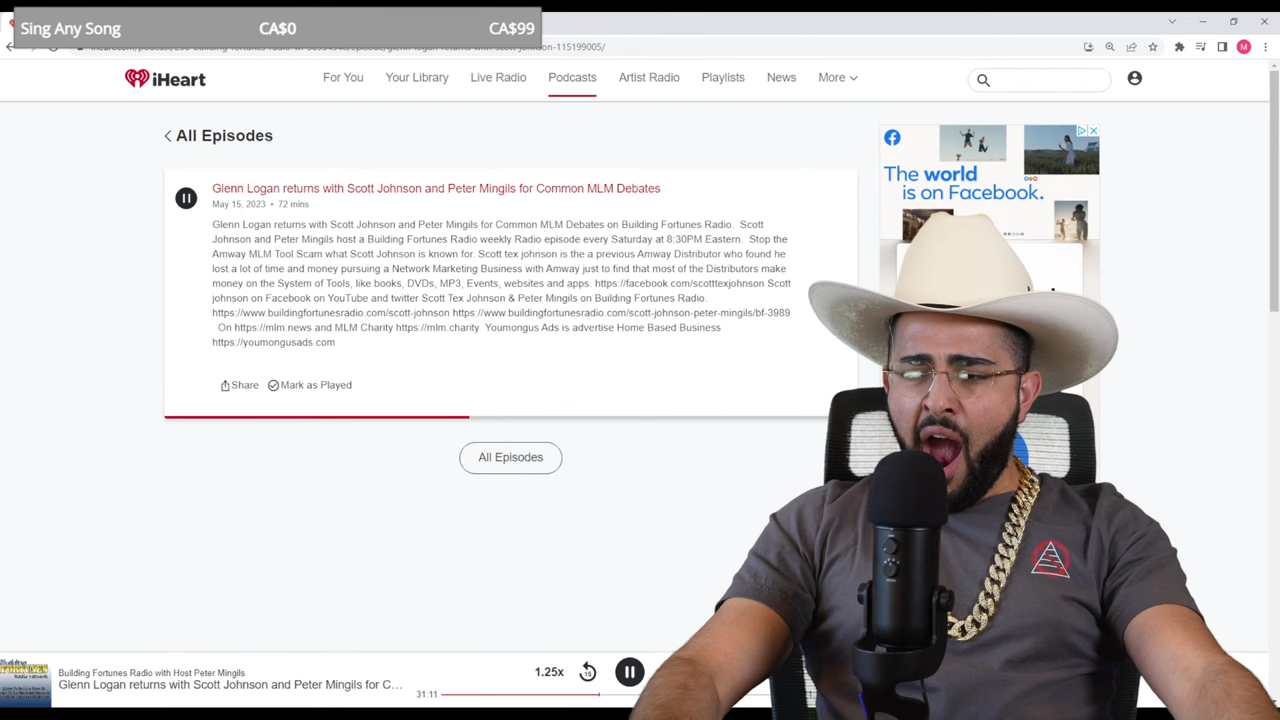 Sing Any Song CA$0 CA$99
iHeart For You Your Library Live Radio Podcasts Artist Radio Playlists News More
M
All Episodes
Glenn Logan returns with Scott Johnson and Peter Mingils for Common MLM Debates
May 15, 2023 • 72 mins
Glenn Logan returns with Scott Johnson and Peter Mingils for Common MLM Debates on Building Fortunes Radio. Scott
Johnson and Peter Mingils host a Building Fortunes Radio weekly Radio episode every Saturday at 8:30PM Eastern. Stop the
Amway MLM Tool Scam what Scott Johnson is known for. Scott tex johnson is the a previous Amway Distributor who found he
lost a lot of time and money pursuing a Network Marketing Business with Amway just to find that most of the Distributors make
money on the System of Tools, like books, DVDs, MP3, Events, websites and apps. https://facebook.com/scotttexjohnson Scott
johnson on Facebook on YouTube and twitter Scott Tex Johnson & Peter Mingils on Building Fortunes Radio.
https://www.buildingfortunesradio.com/scott-johnson https://www.buildingfortunesradio.com/scott-johnson-peter-mingils/bf-3989
On https://mlm.news and MLM Charity https://mlm.charity Youmongus Ads is advertise Home Based Business
https://youmongusads.com
Share Mark as Played
All Episodes
The world
is on Facebook.
Building Fortunes Radio with Host Peter Mingils
Glenn Logan returns with Scott Johnson and Peter Mingils for C...
31:11
1.25x
15